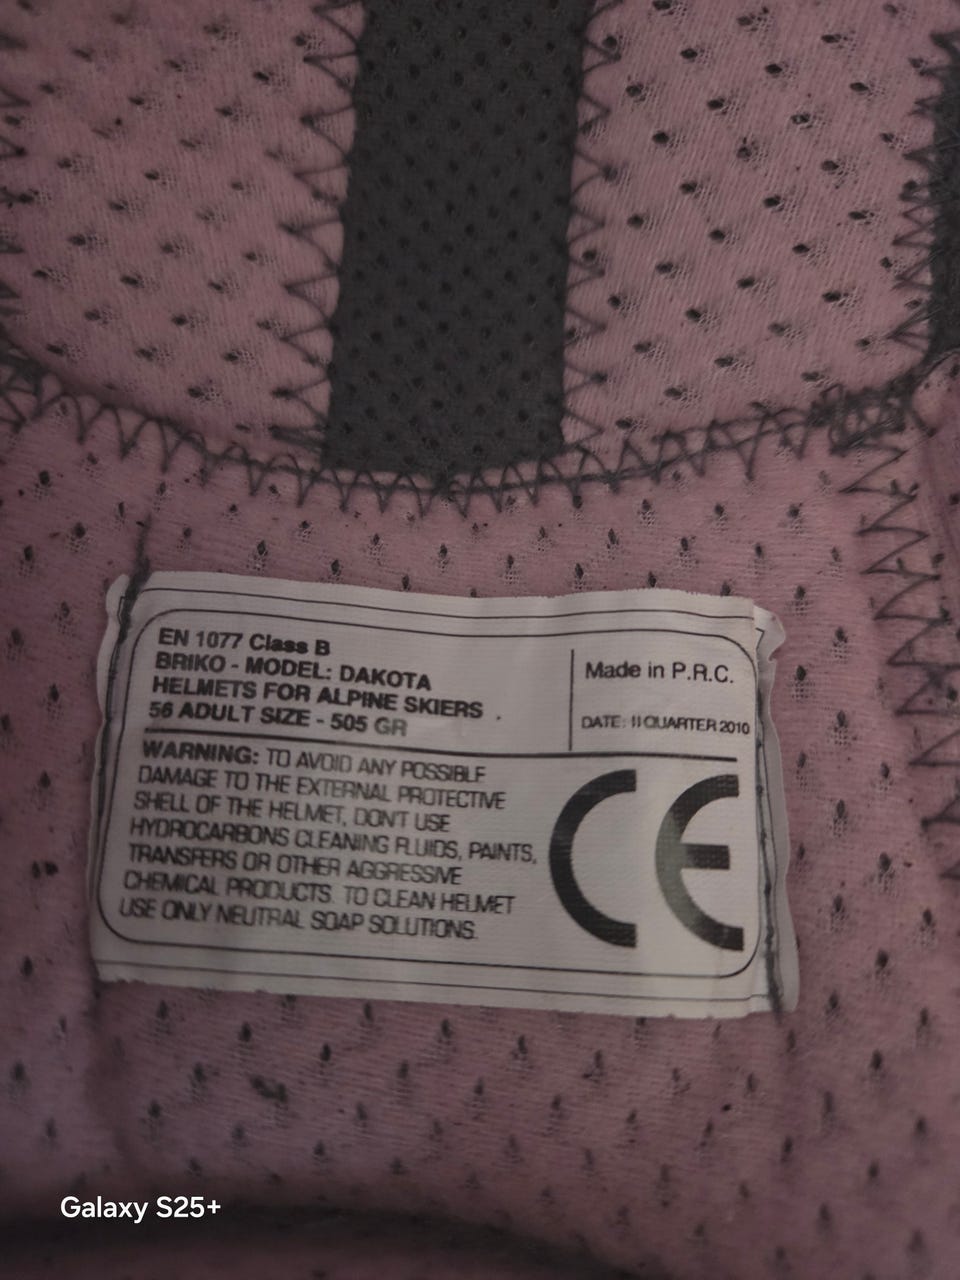 EN 1077 Class B
BRIKO - MODEL: DAKOTA
HELMETS FOR ALPINE SKIERS
56 ADULT SIZE - 505 GR
Made in P.R.C.
DATE: II QUARTER 2010
WARNING: TO AVOID ANY POSSIBLE
DAMAGE TO THE EXTERNAL PROTECTIVE
SHELL OF THE HELMET, DON'T USE
HYDROCARBONS CLEANING FLUIDS, PAINTS,
TRANSFERS OR OTHER AGGRESSIVE
CHEMICAL PRODUCTS. TO CLEAN HELMET
USE ONLY NEUTRAL SOAP SOLUTIONS.
CE
Galaxy S25+